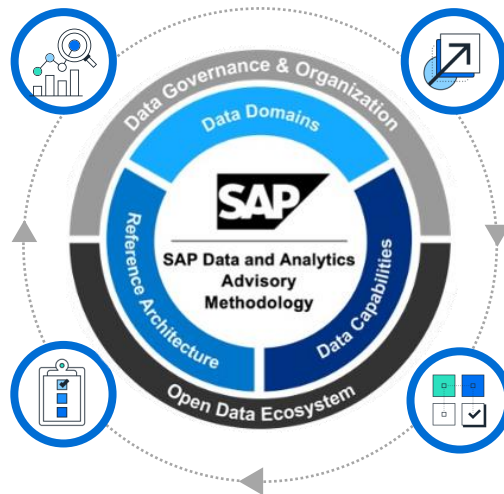 Data Governance & Organization
Data Domains
SAP
SAP Data and Analytics
Advisory
Methodology
Reference Architecture
Data Capabilities
Open Data Ecosystem